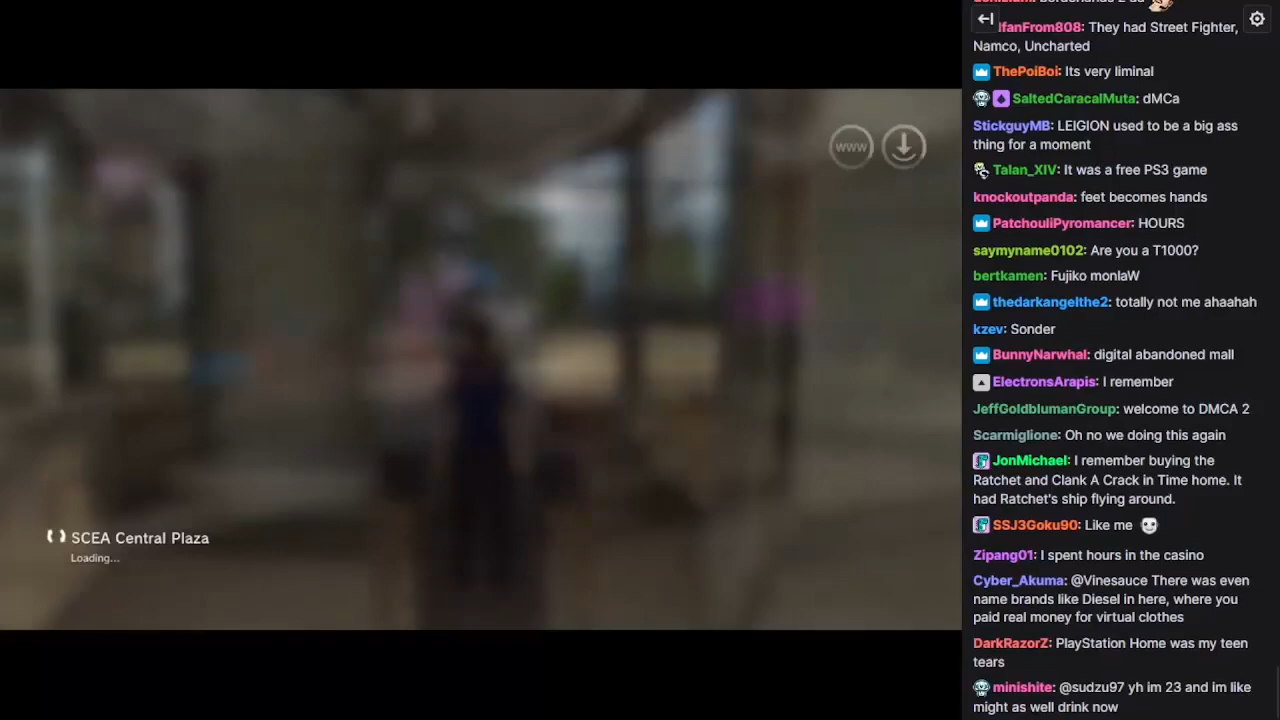 WWW
SCEA Central Plaza
Loading...
lfanFrom808: They had Street Fighter,
Namco, Uncharted
ThePoiBoi: Its very liminal
SaltedCaracalMuta: dMCa
StickguyMB: LEIGION used to be a big ass
thing for a moment
Talan_XIV: It was a free PS3 game
knockoutpanda: feet becomes hands
PatchouliPyromancer: HOURS
saymyname0102: Are you a T1000?
bertkamen: Fujiko monlaW
thedarkangelthe2: totally not me ahaahah
kzev: Sonder
BunnyNarwhal: digital abandoned mall
ElectronsArapis: I remember
JeffGoldblumanGroup: welcome to DMCA 2
Scarmiglione: Oh no we doing this again
JonMichael: I remember buying the
Ratchet and Clank A Crack in Time home. It
had Ratchet's ship flying around.
SSJ3Goku90: Like me
Zipang01: I spent hours in the casino
Cyber_Akuma: @Vinesauce There was even
name brands like Diesel in here, where you
paid real money for virtual clothes
DarkRazorZ: PlayStation Home was my teen
tears
minishite: @sudzu97 yh im 23 and im like
might as well drink now